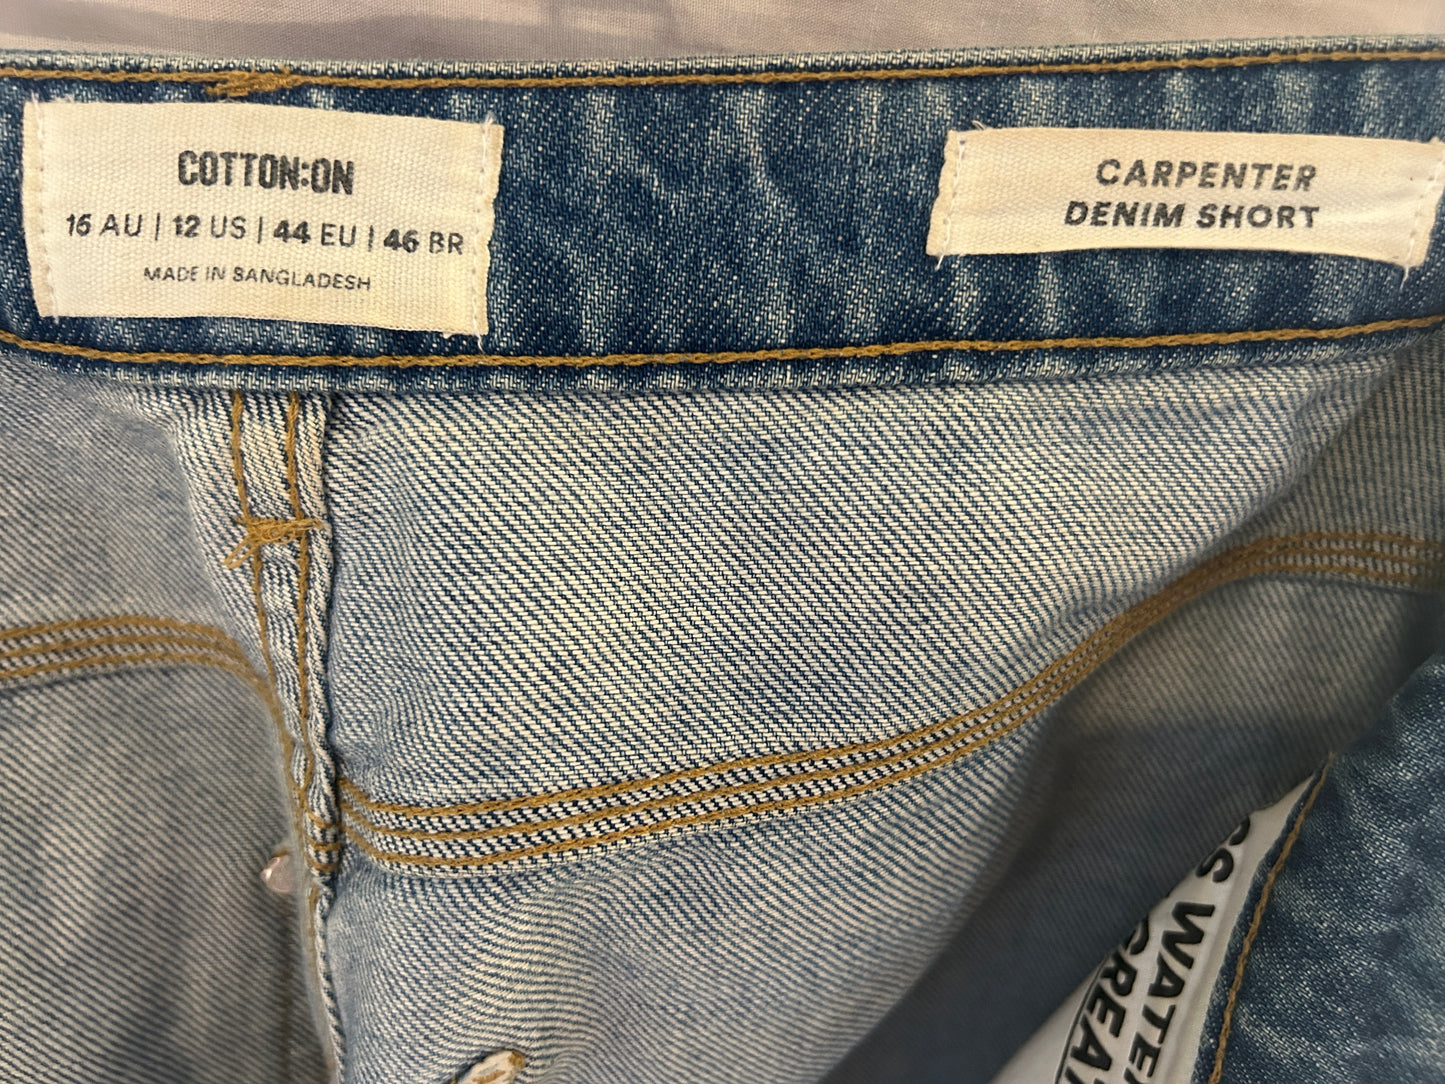 COTTON:ON
16 AU | 12 US | 44 EU | 46 BR
MADE IN BANGLADESH
CARPENTER
DENIM SHORT